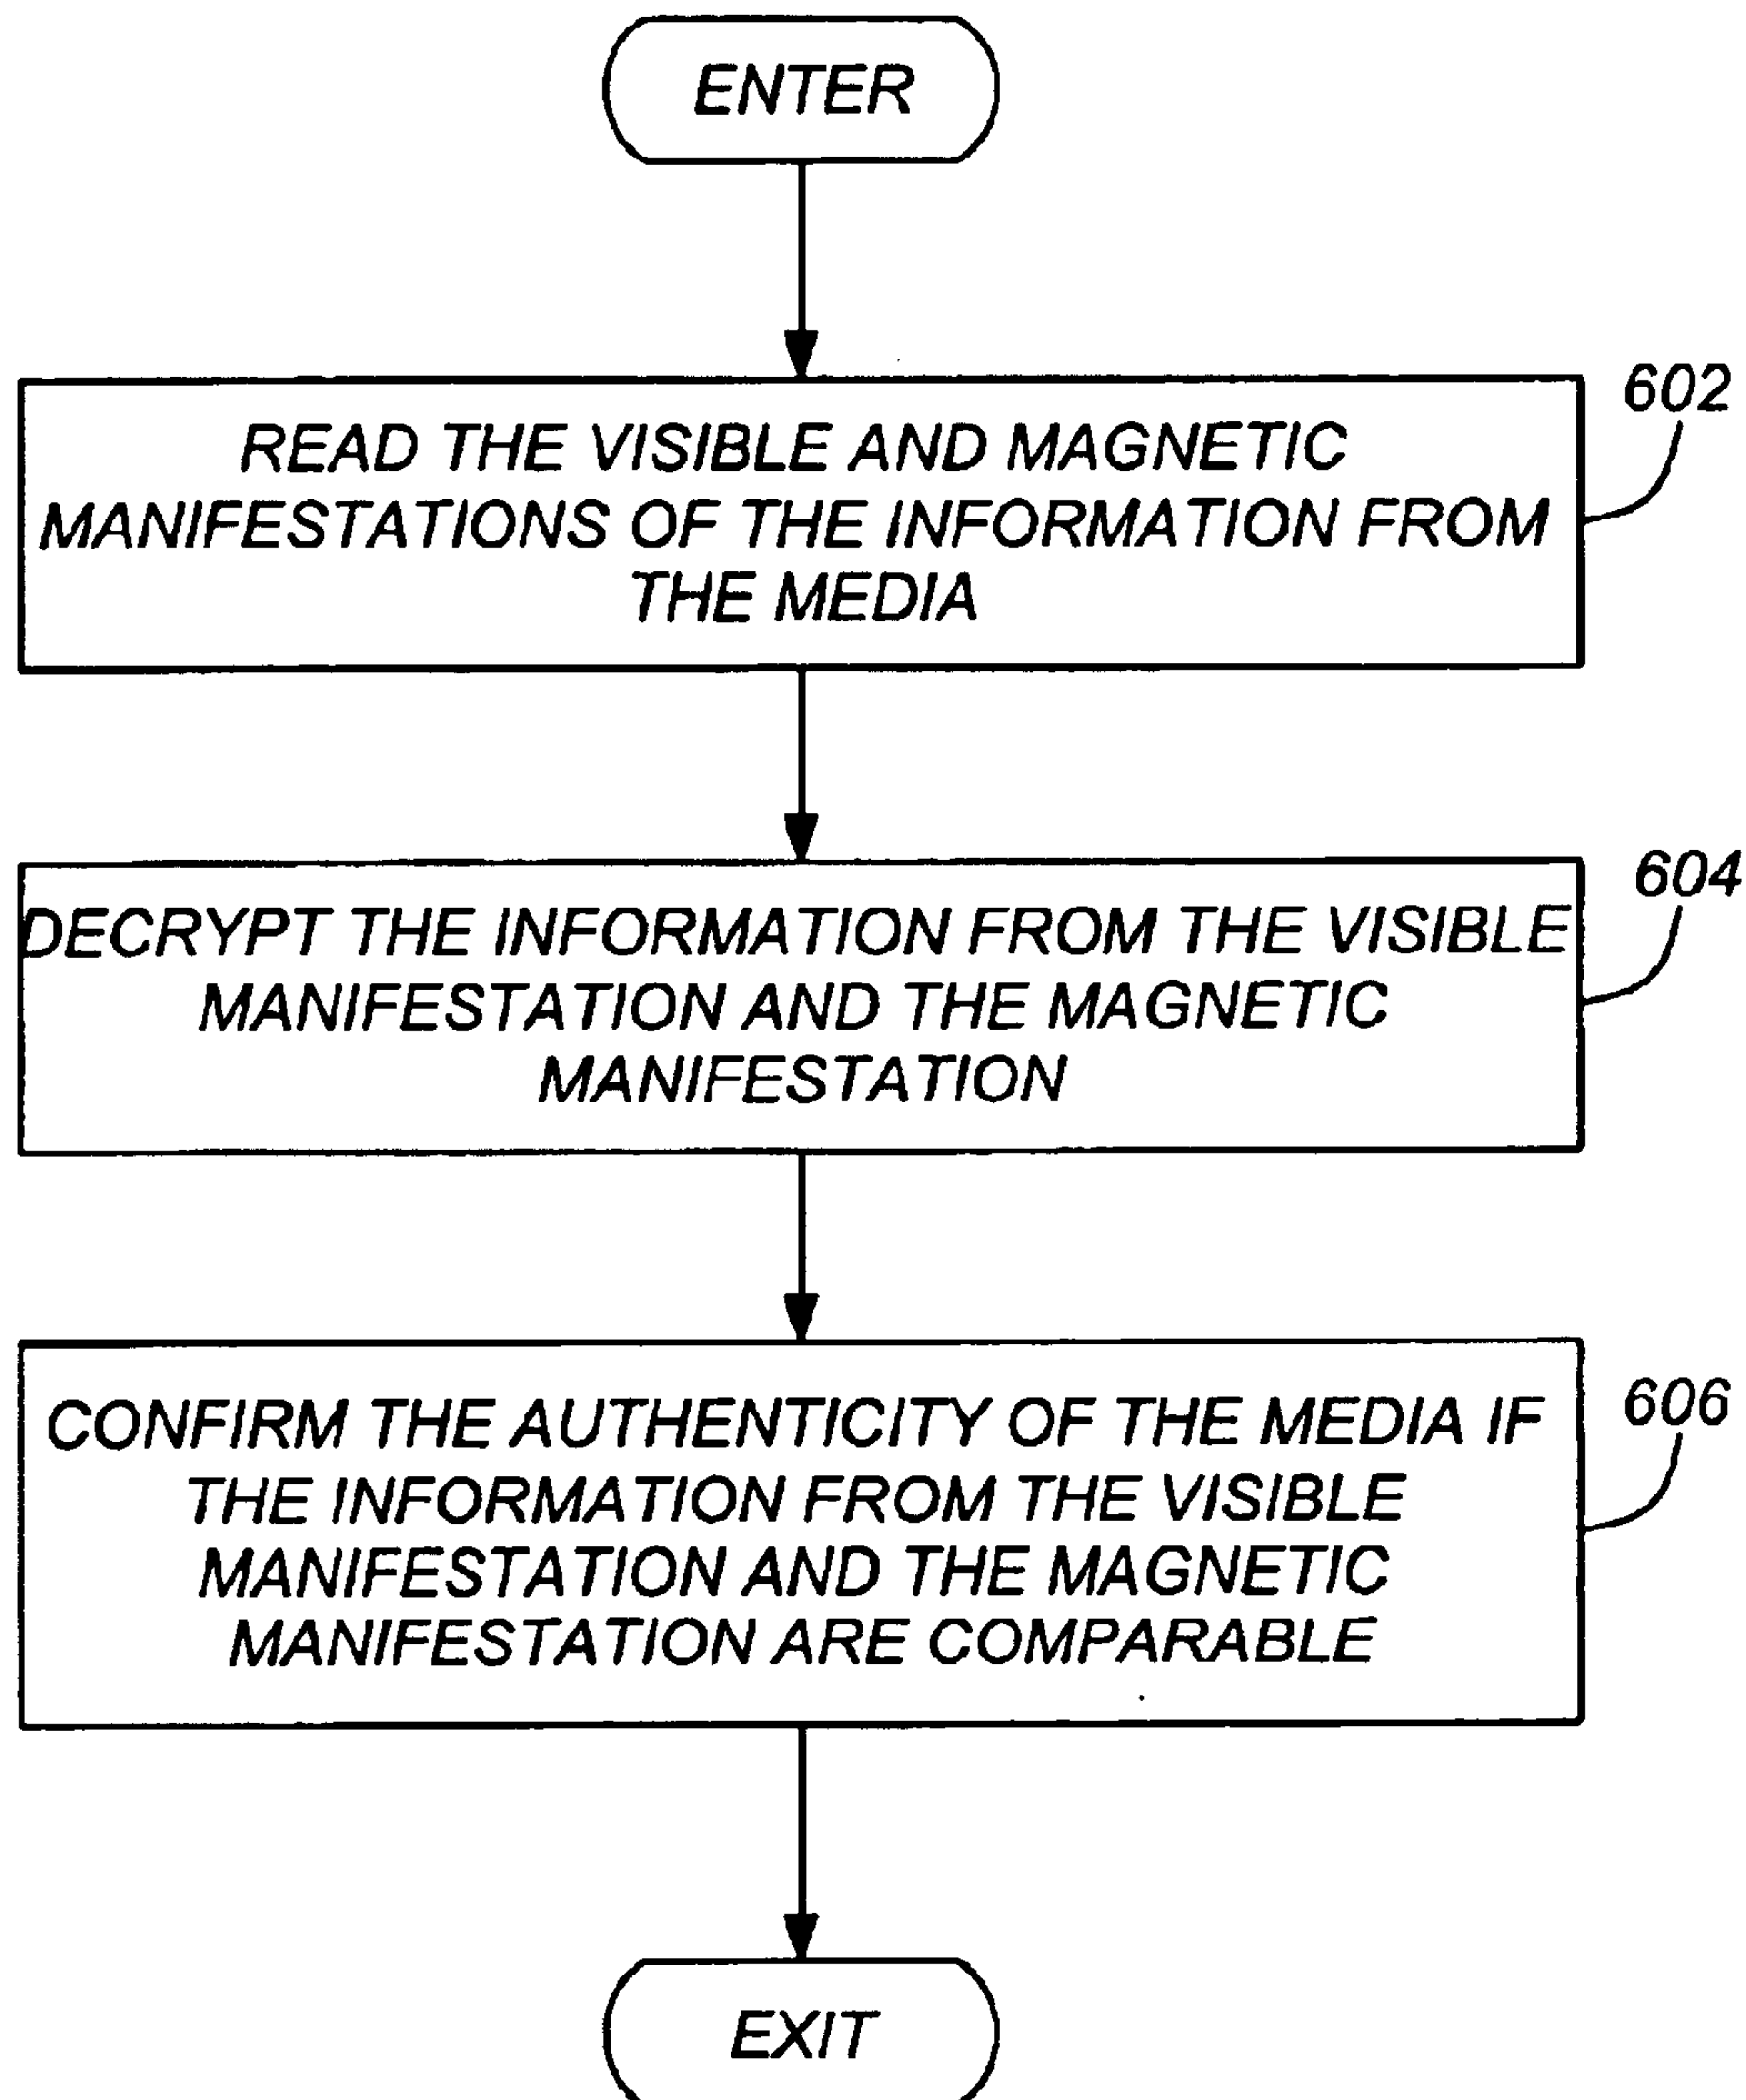 ENTER
602
READ THE VISIBLE AND MAGNETIC
MANIFESTATIONS OF THE INFORMATION FROM
THE MEDIA
604
DECRYPT THE INFORMATION FROM THE VISIBLE
MANIFESTATION AND THE MAGNETIC
MANIFESTATION
606
CONFIRM THE AUTHENTICITY OF THE MEDIA IF
THE INFORMATION FROM THE VISIBLE
MANIFESTATION AND THE MAGNETIC
MANIFESTATION ARE COMPARABLE
EXIT